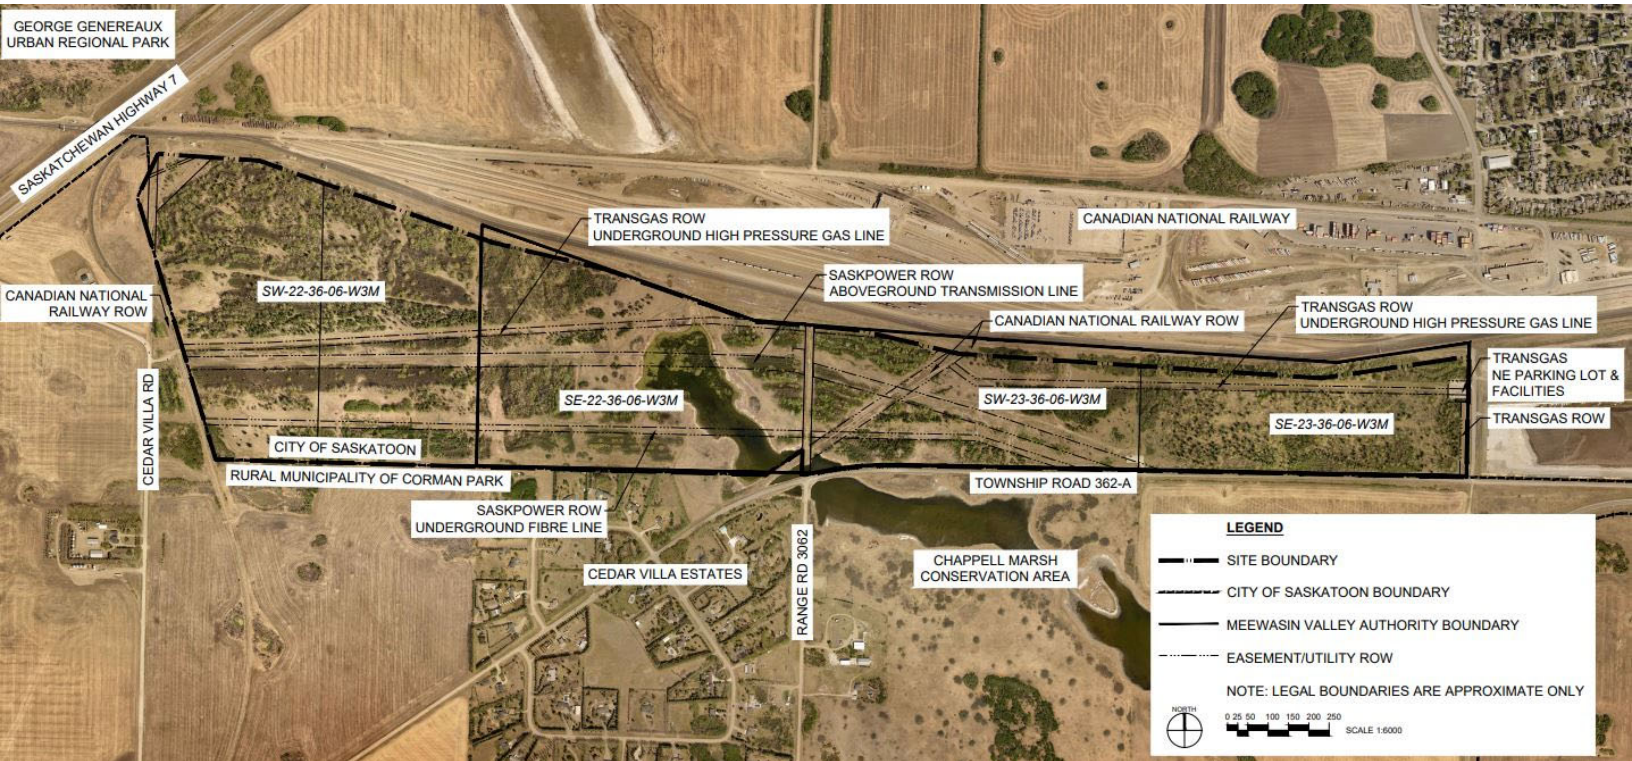 GEORGE GENEREAUX
URBAN REGIONAL PARK
SASKATCHEWAN HIGHWAY 7
TRANSGAS ROW
UNDERGROUND HIGH PRESSURE GAS LINE
CANADIAN NATIONAL RAILWAY
SASKPOWER ROW
ABOVEGROUND TRANSMISSION LINE
SW-22-36-06-W3M
CANADIAN NATIONAL
RAILWAY ROW
CANADIAN NATIONAL RAILWAY ROW
TRANSGAS ROW
UNDERGROUND HIGH PRESSURE GAS LINE
TRANSGAS
NE PARKING LOT &
FACILITIES
CEDAR VILLA RD
SE-22-36-06-W3M
SW-23-36-06-W3M
SE-23-36-06-W3M
TRANSGAS ROW
CITY OF SASKATOON
RURAL MUNICIPALITY OF CORMAN PARK
TOWNSHIP ROAD 362-A
SASKPOWER ROW
UNDERGROUND FIBRE LINE
RANGE RD 3062
CEDAR VILLA ESTATES
CHAPPELL MARSH
CONSERVATION AREA
LEGEND
SITE BOUNDARY
CITY OF SASKATOON BOUNDARY
MEEWASIN VALLEY AUTHORITY BOUNDARY
EASEMENT/UTILITY ROW
NOTE: LEGAL BOUNDARIES ARE APPROXIMATE ONLY
NORTH
0 25 50 100 150 200 250
SCALE 1:6000